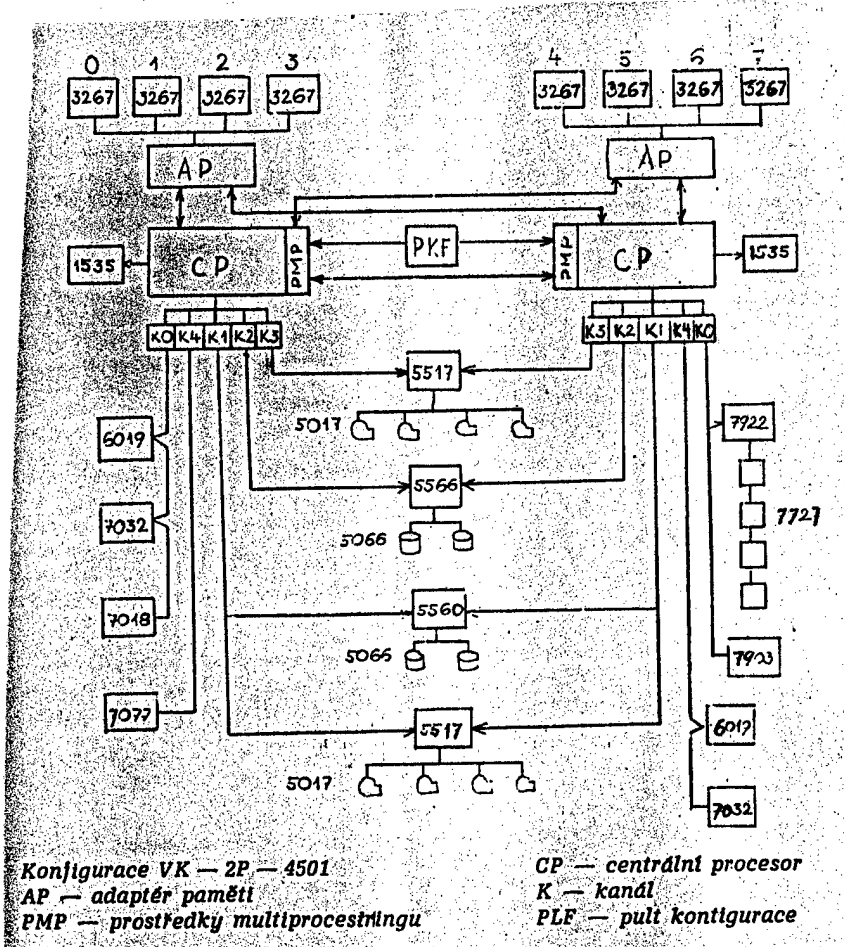 0 1 2 3
4 5 6 7
3267 3267 3267 3267
3267 3267 3267 3267
AP
AP
1535
CP
PMP
PMP
CP
1535
K0 K4 K1 K2 K3
K3 K2 K1 K4 K0
5517
5017
6019
7922
5566
7032
7727
5066
5560
7018
5066
7077
5517
6019
5017
7032
Konfigurace VK — 2P — 4501
AP — adaptér paměti
PMP — prostředky multiprocesingu
CP — centrální procesor
K — kanál
PLF — pult kontigurace